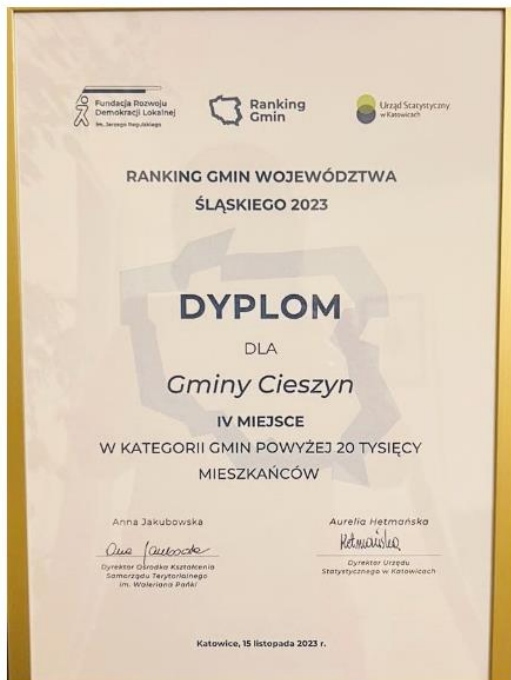 Fundacja Rozwoju
Demokracji Lokalnej
im. Jerzego Regulskiego
Ranking
Gmin
Urząd Statystyczny
w Katowicach
RANKING GMIN WOJEWÓDZTWA
ŚLĄSKIEGO 2023
DYPLOM
DLA
Gminy Cieszyn
IV MIEJSCE
W KATEGORII GMIN POWYŻEJ 20 TYSIĘCY
MIESZKAŃCÓW
Anna Jakubowska
Dyrektor Ośrodka Kształcenia
Samorządu Terytorialnego
im. Waleriana Pańki
Aurelia Hetmańska
Hetmańska
Dyrektor Urzędu
Statystycznego w Katowicach
Katowice, 15 listopada 2023 r.